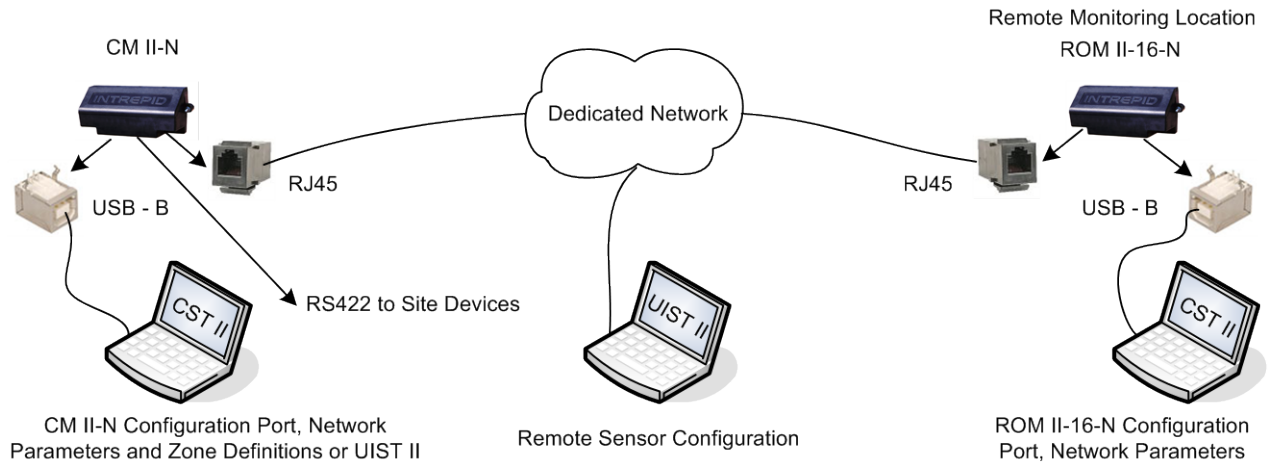 Remote Monitoring Location
CM II-N
ROM II-16-N
INTREPID
INTREPID
Dedicated Network
RJ45
RJ45
USB - B
USB - B
RS422 to Site Devices
CST II
UIST II
CST II
CM II-N Configuration Port, Network
Parameters and Zone Definitions or UIST II
Remote Sensor Configuration
ROM II-16-N Configuration
Port, Network Parameters